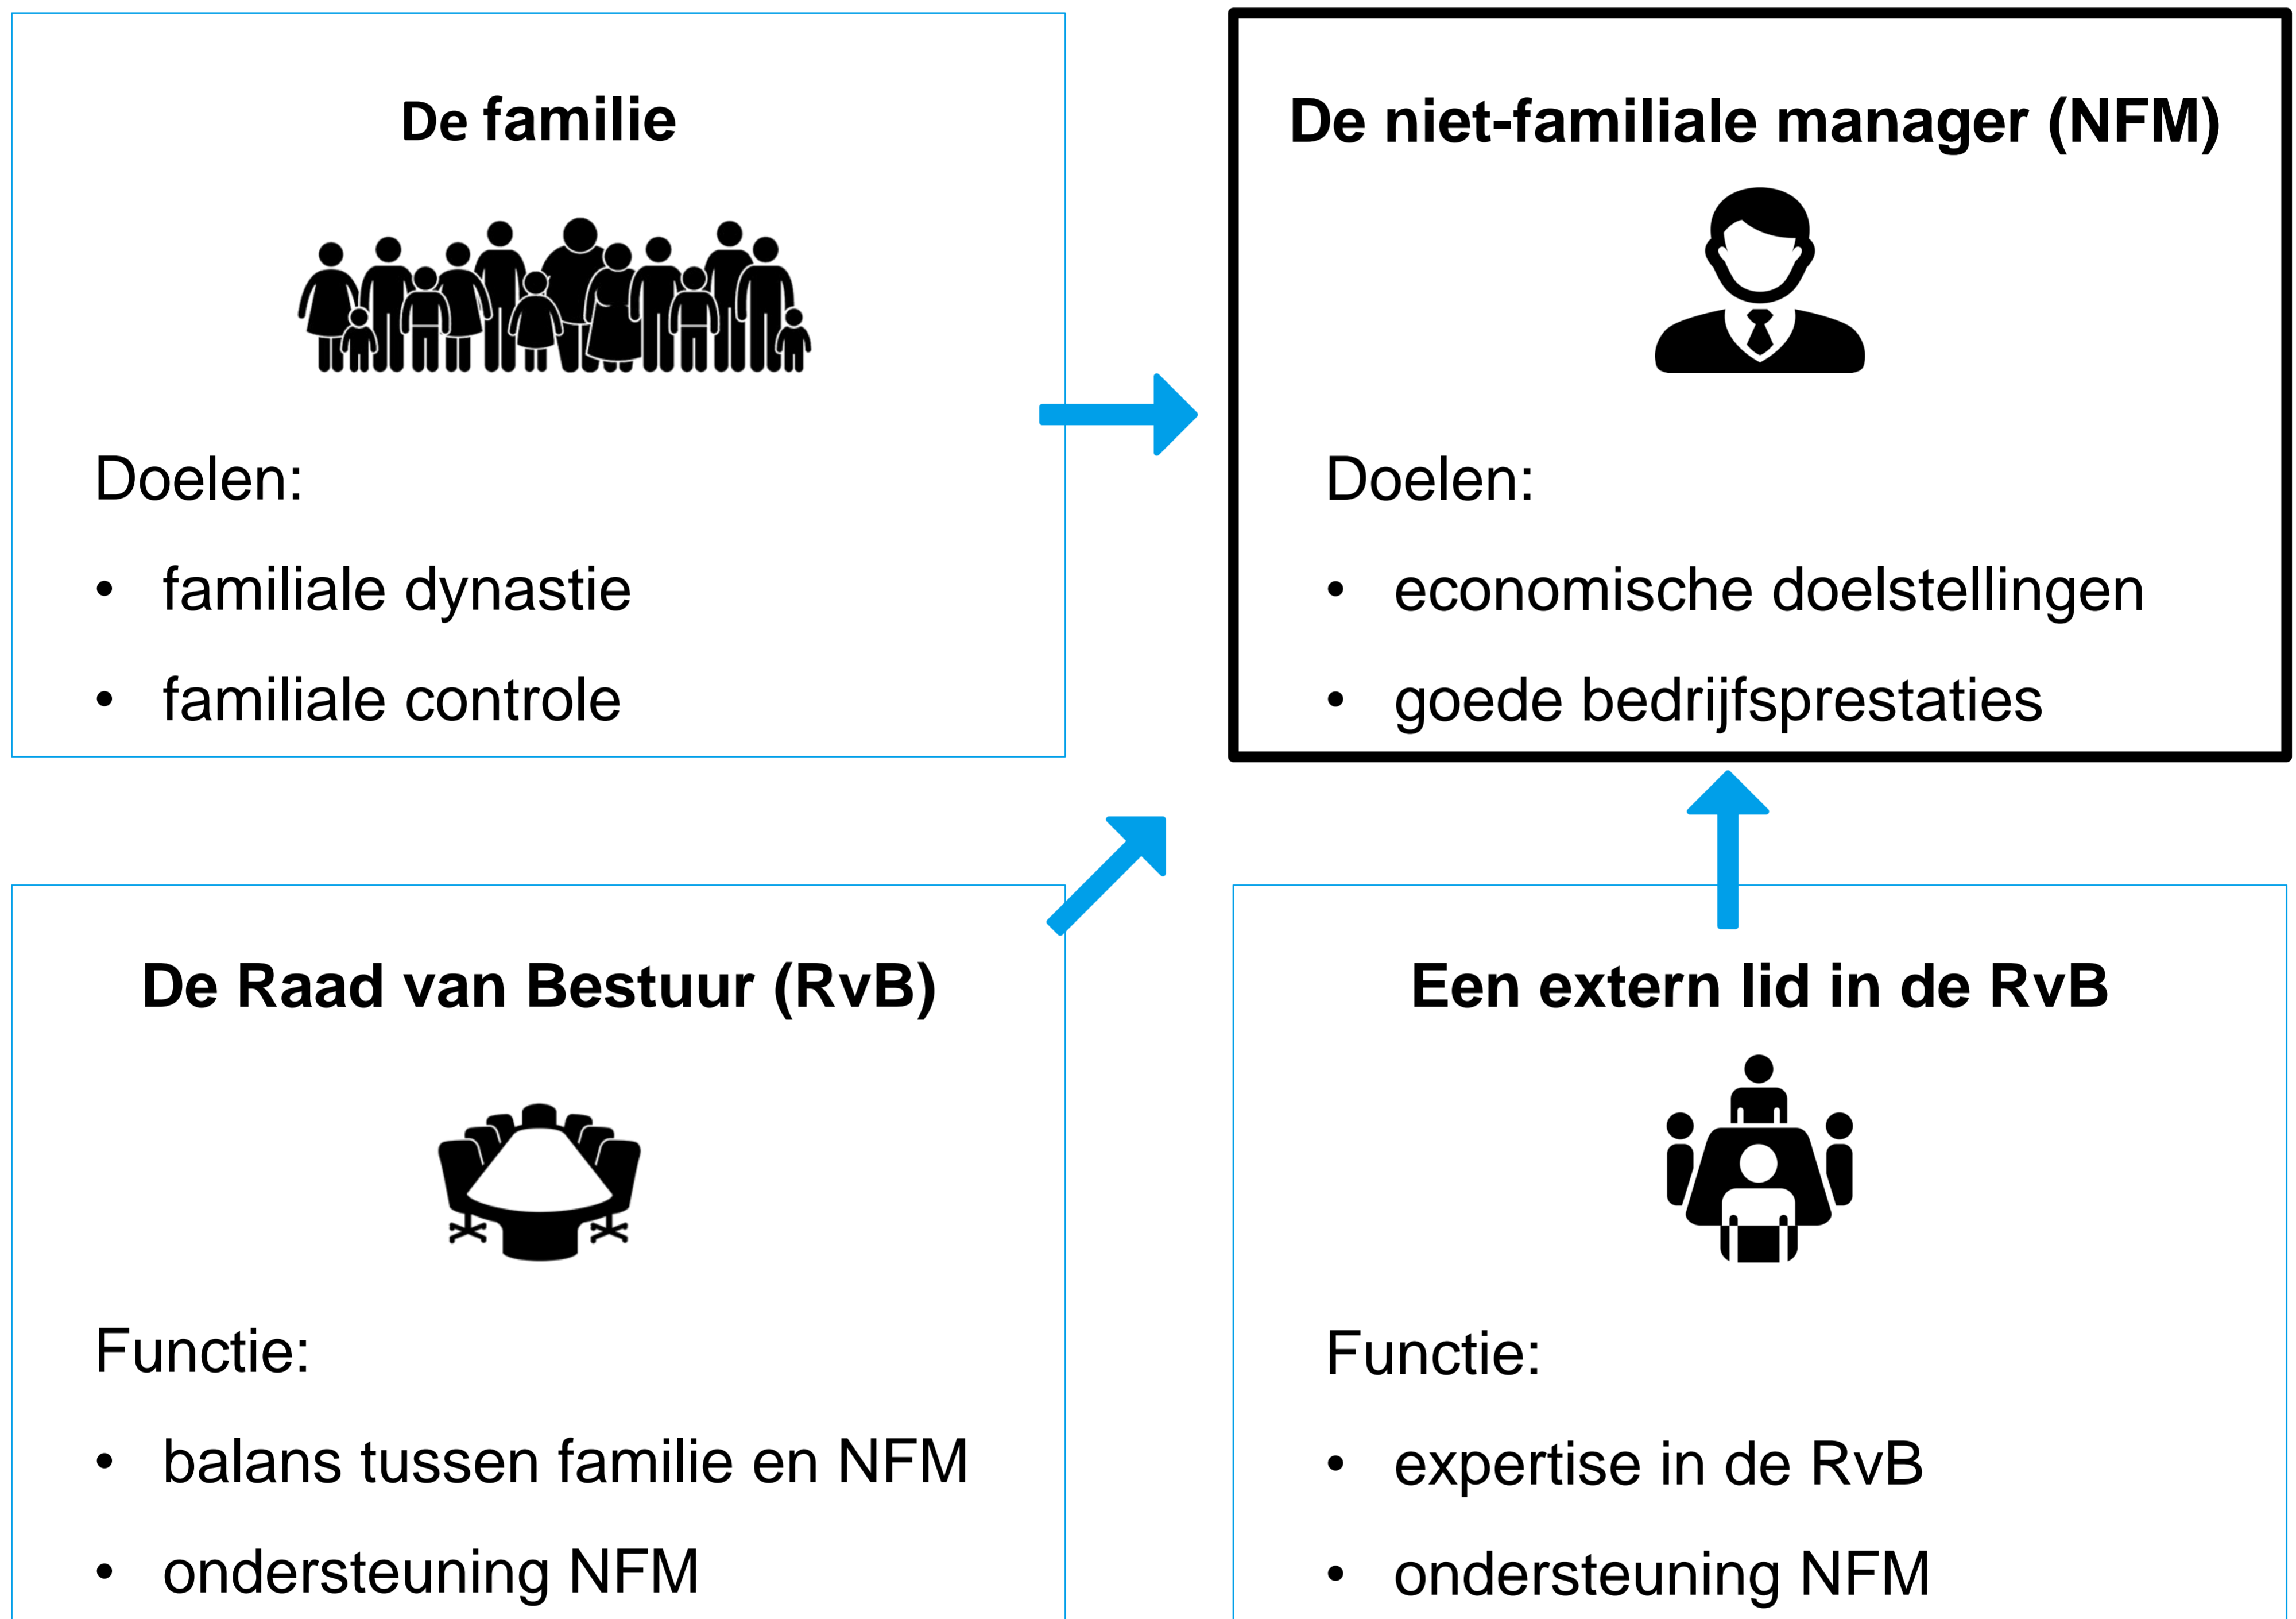 De familie
Doelen:
• familiale dynastie
• familiale controle
De niet-familiale manager (NFM)
Doelen:
• economische doelstellingen
• goede bedrijfsprestaties
De Raad van Bestuur (RvB)
Functie:
• balans tussen familie en NFM
• ondersteuning NFM
Een extern lid in de RvB
Functie:
• expertise in de RvB
• ondersteuning NFM